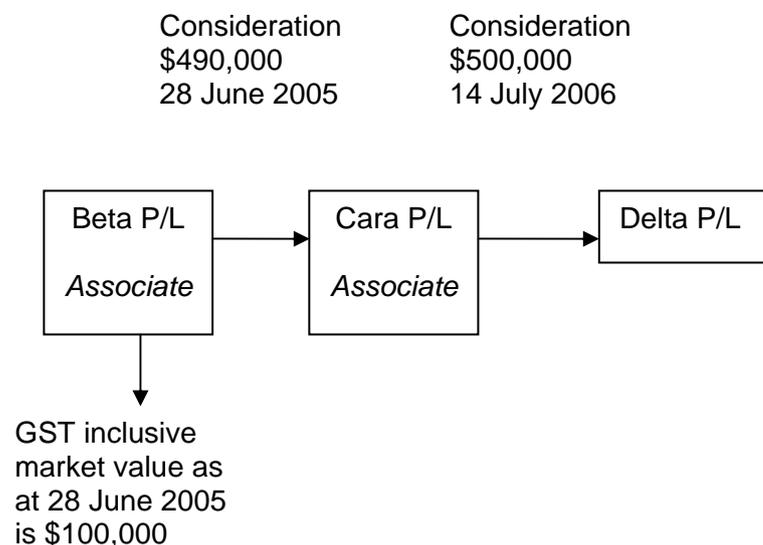 Consideration
$490,000
28 June 2005
Consideration
$500,000
14 July 2006
Beta P/L
Associate
Cara P/L
Associate
Delta P/L
GST inclusive
market value as
at 28 June 2005
is $100,000